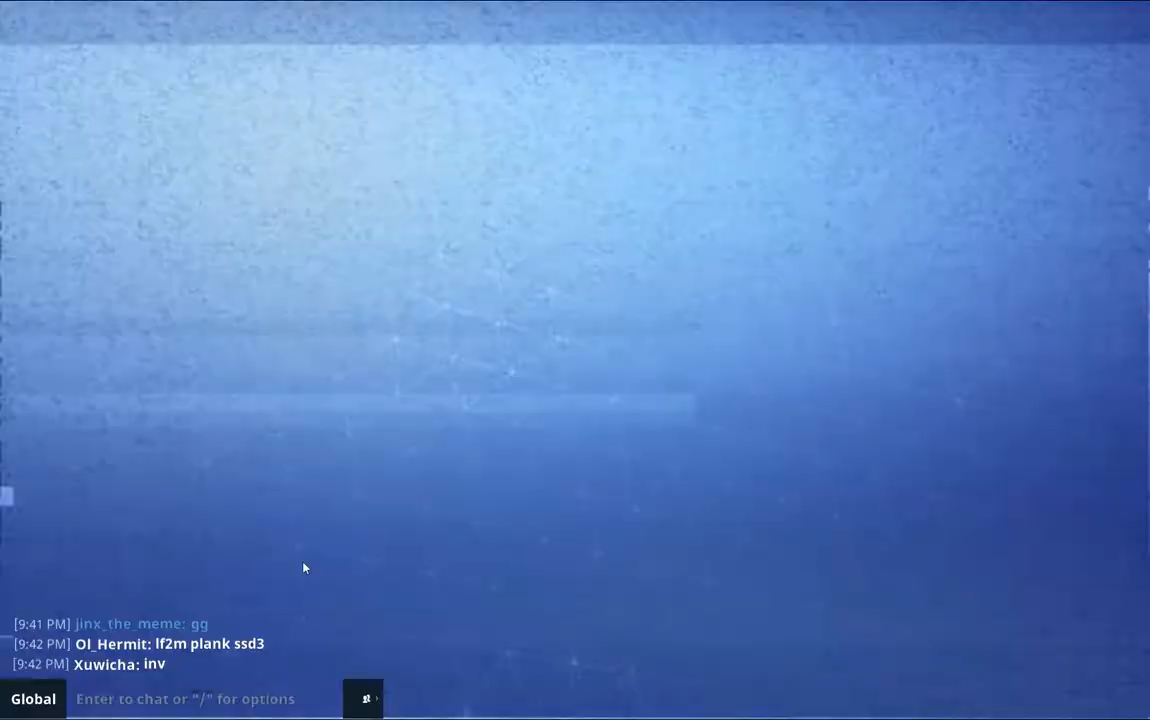 [9:41 PM] jinx_the_meme: gg
[9:42 PM] Ol_Hermit: lf2m plank ssd3
[9:42 PM] Xuwicha: inv
Global Enter to chat or "/" for options